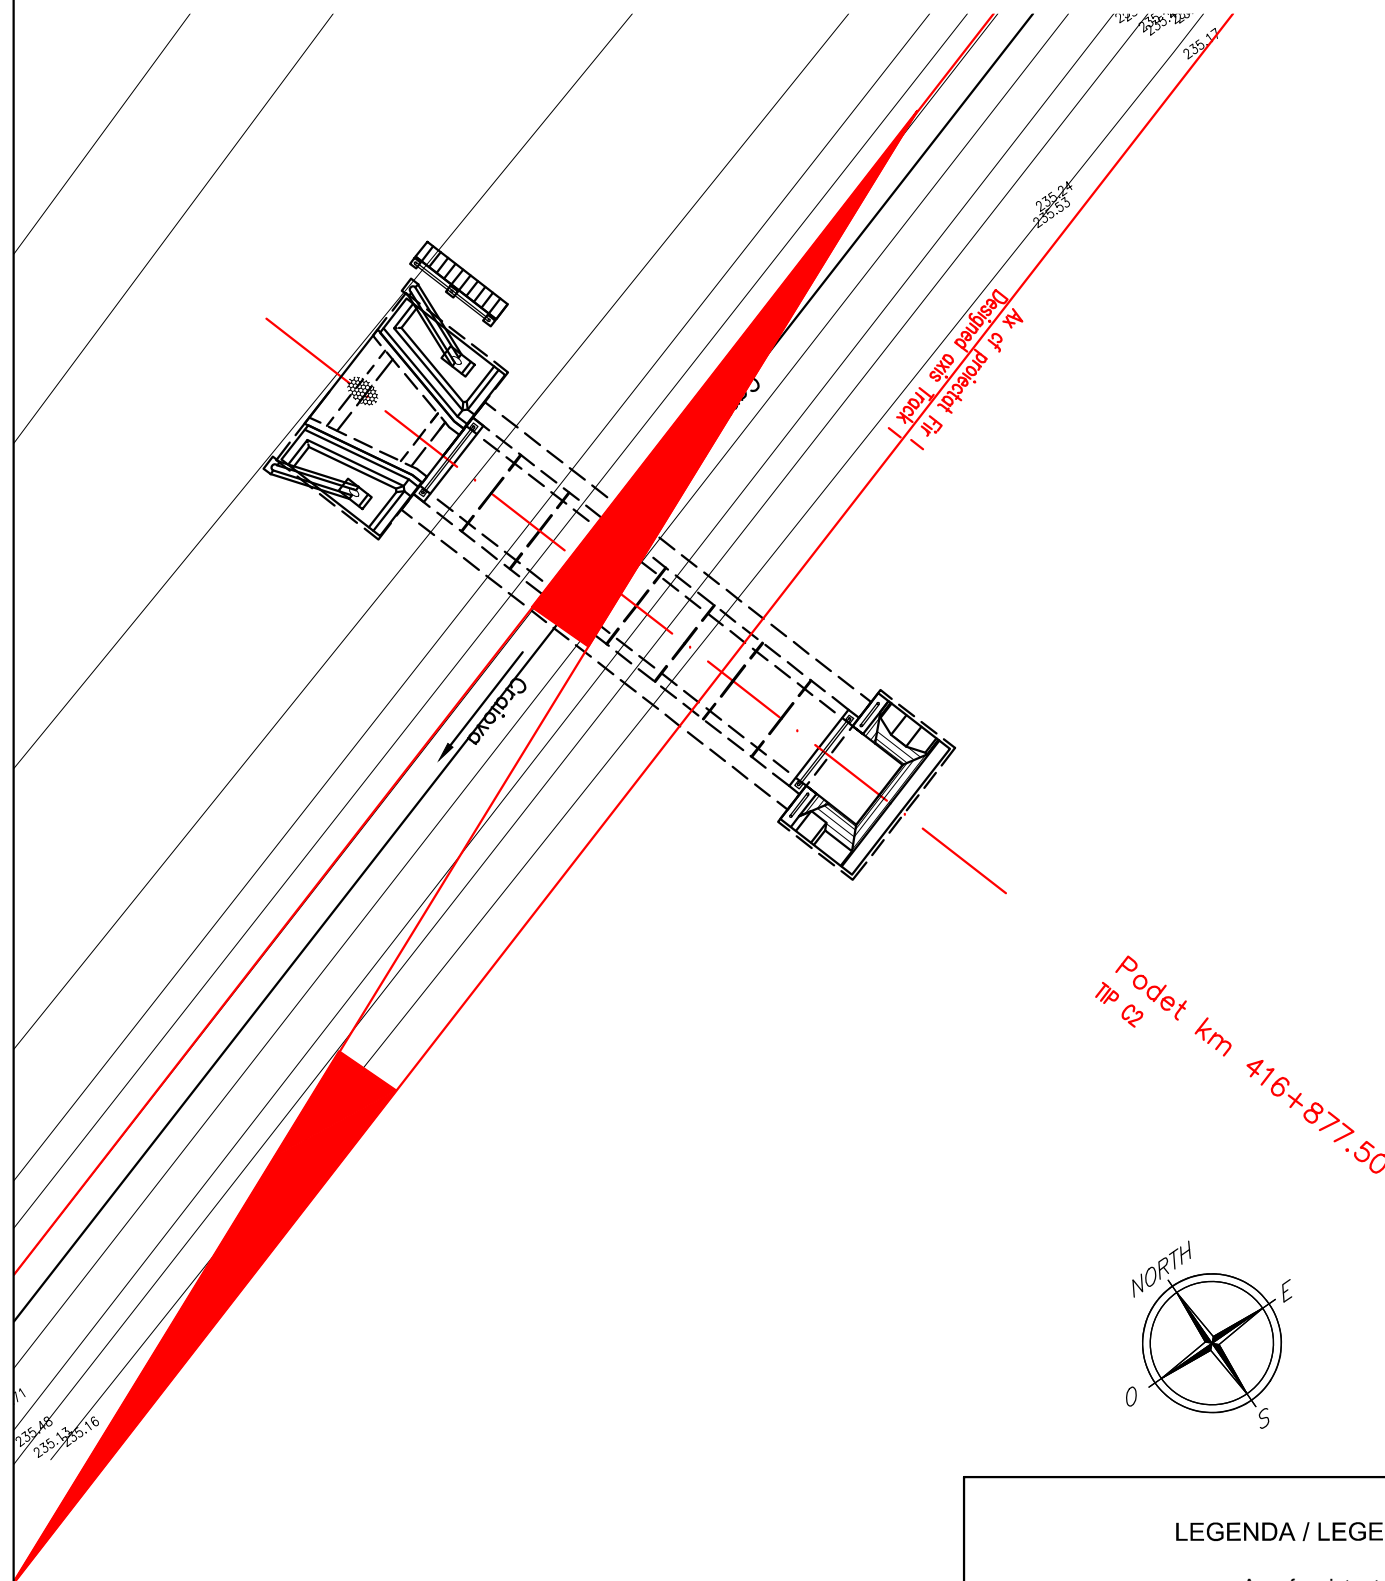 235.17
235.24
235.53
Ax cf proiectat Fir I
Designed axis Track I
Craiova
Podet km 416+877.50
TIP C2
NORTH
E
O
S
71
235.48
235.13
235.16
LEGENDA / LEGE